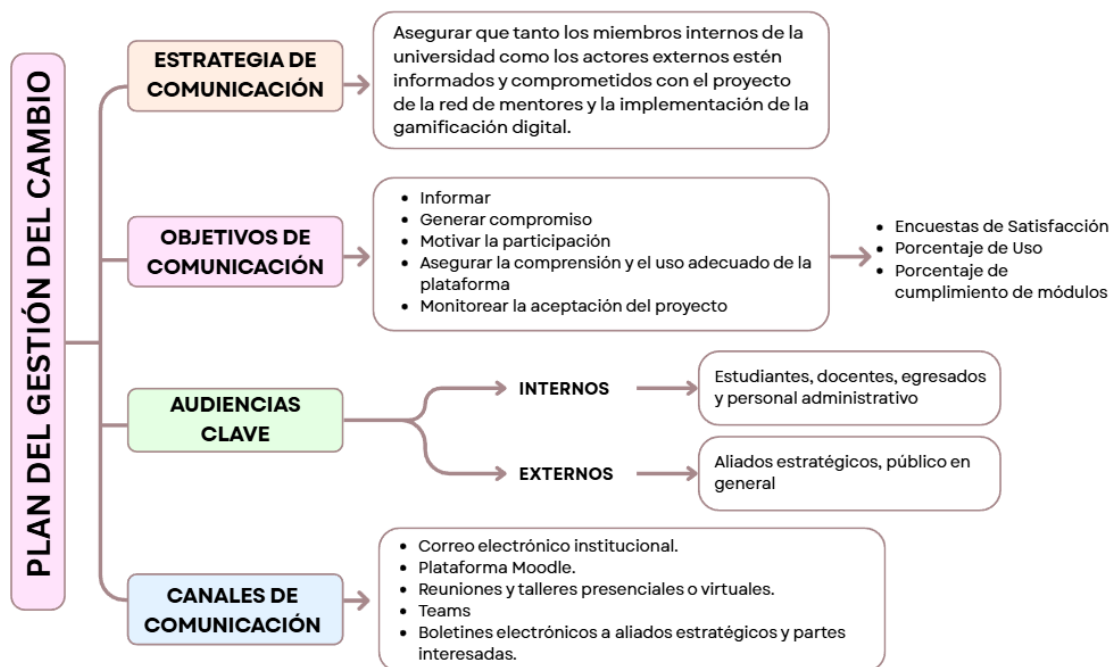 PLAN DEL GESTIÓN DEL CAMBIO
ESTRATEGIA DE
COMUNICACIÓN
Asegurar que tanto los miembros internos de la
universidad como los actores externos estén
informados y comprometidos con el proyecto
de la red de mentores y la implementación de la
gamificación digital.
OBJETIVOS DE
COMUNICACIÓN
• Informar
• Generar compromiso
• Motivar la participación
• Asegurar la comprensión y el uso adecuado de la
plataforma
• Monitorear la aceptación del proyecto
• Encuestas de Satisfacción
• Porcentaje de Uso
• Porcentaje de
cumplimiento de módulos
AUDIENCIAS
CLAVE
INTERNOS
Estudiantes, docentes, egresados
y personal administrativo
EXTERNOS
Aliados estratégicos, público en
general
CANALES DE
COMUNICACIÓN
• Correo electrónico institucional.
• Plataforma Moodle.
• Reuniones y talleres presenciales o virtuales.
• Teams
• Boletines electrónicos a aliados estratégicos y partes
interesadas.